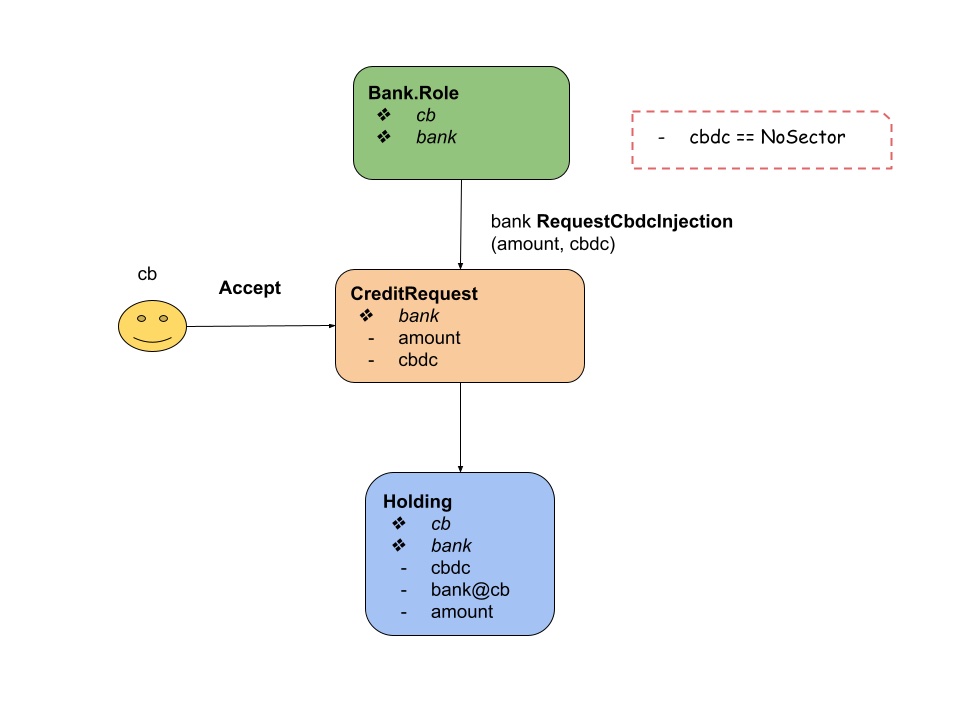 Bank.Role
❖ cb
❖ bank
- cbdc == NoSector
bank RequestCbdcInjection
(amount, cbdc)
cb
Accept
CreditRequest
❖ bank
- amount
- cbdc
Holding
❖ cb
❖ bank
- cbdc
- bank@cb
- amount